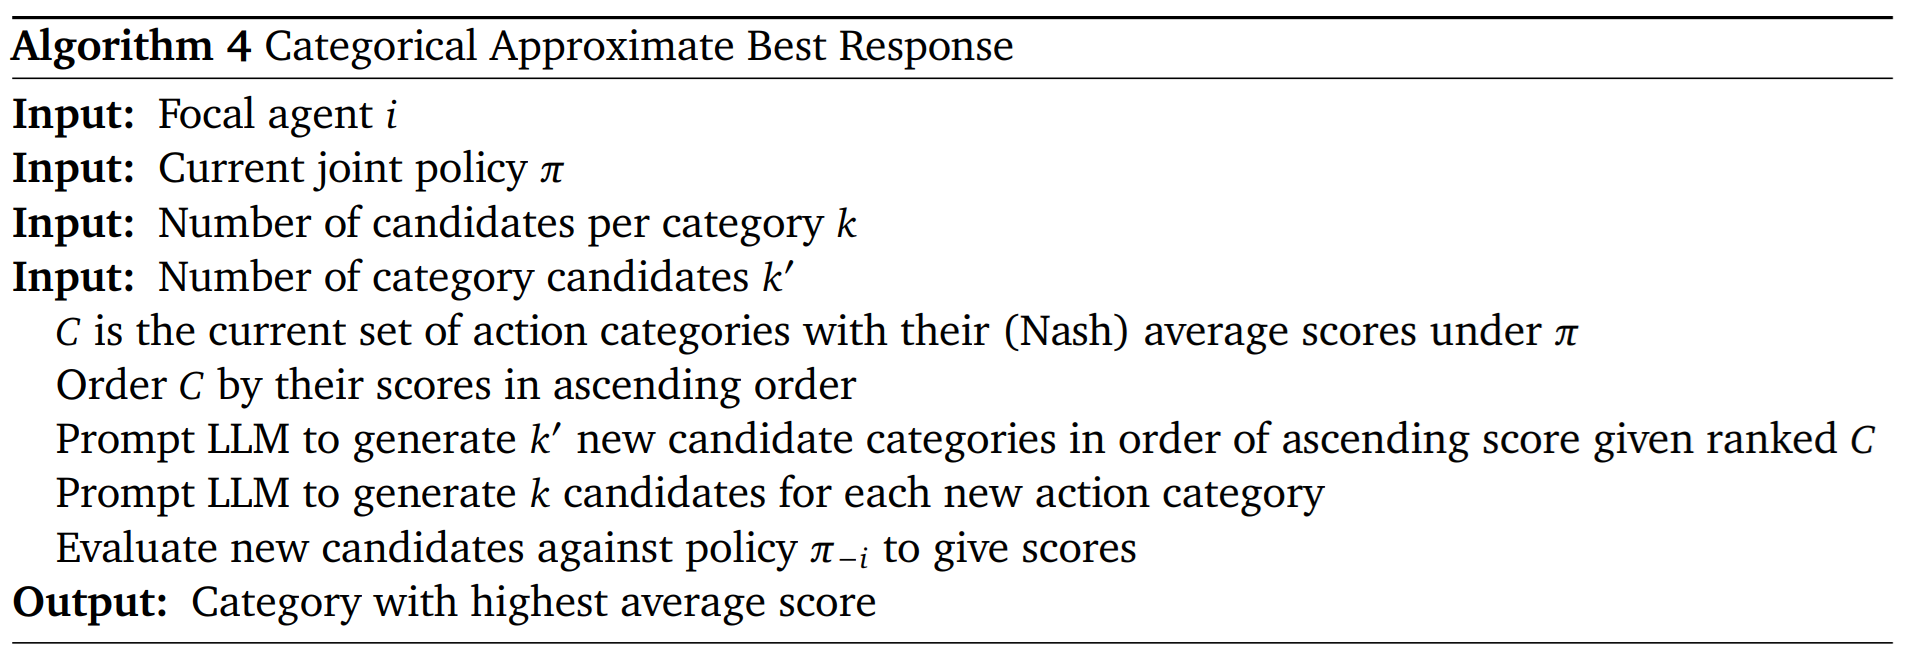 Algorithm 4 Categorical Approximate Best Response
Input: Focal agent i
Input: Current joint policy π
Input: Number of candidates per category k
Input: Number of category candidates k′
C is the current set of action categories with their (Nash) average scores under π
Order C by their scores in ascending order
Prompt LLM to generate k′ new candidate categories in order of ascending score given ranked C
Prompt LLM to generate k candidates for each new action category
Evaluate new candidates against policy π₋ᵢ to give scores
Output: Category with highest average score